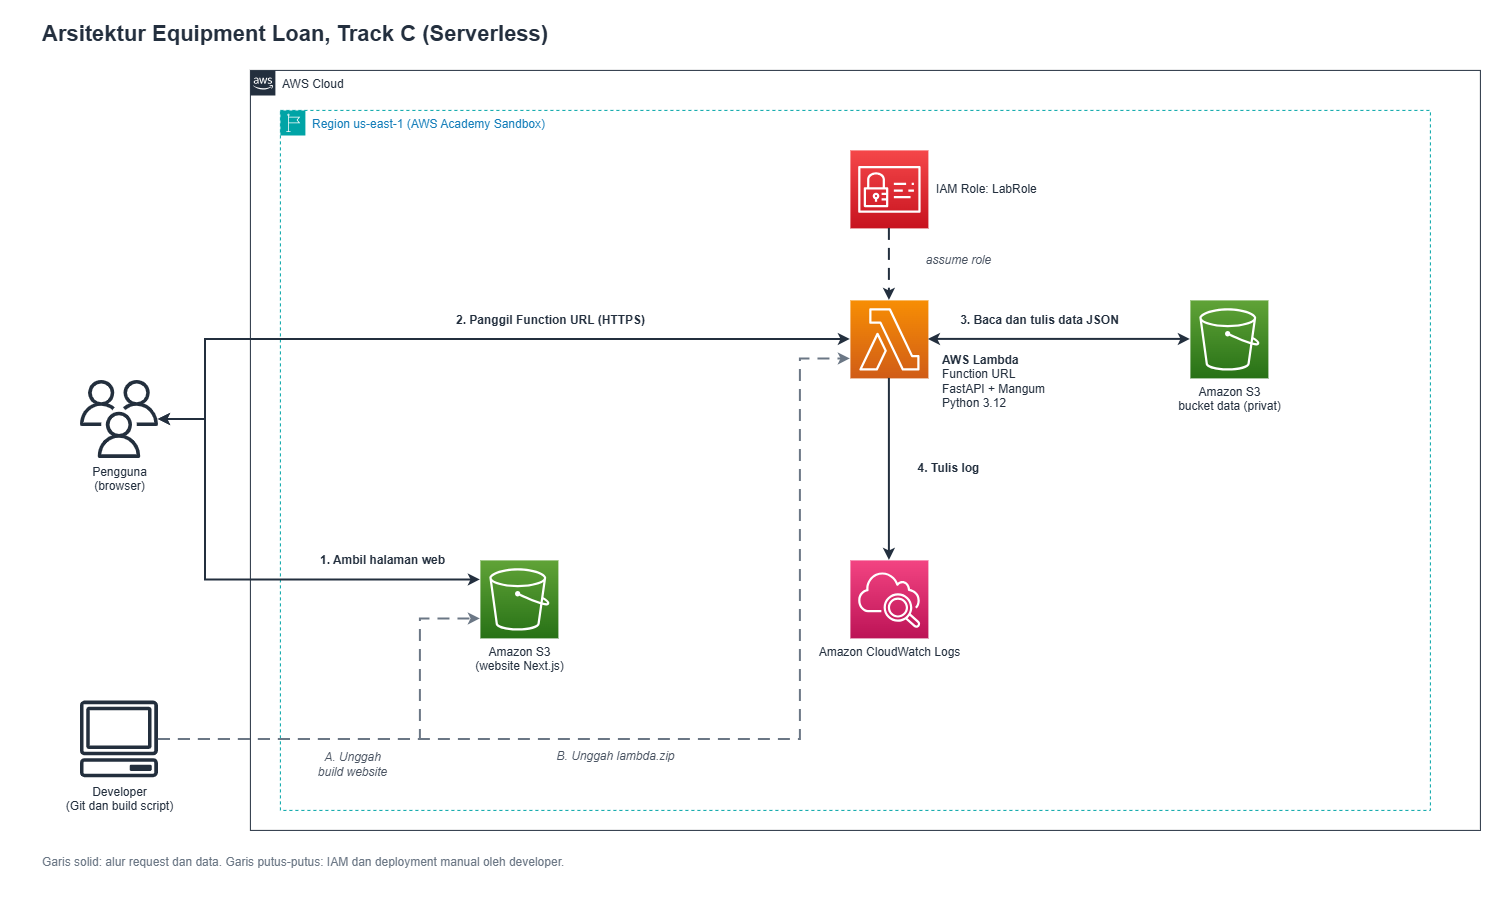 Arsitektur Equipment Loan, Track C (Serverless)
aws
AWS Cloud
Region us-east-1 (AWS Academy Sandbox)
IAM Role: LabRole
assume role
2. Panggil Function URL (HTTPS)
3. Baca dan tulis data JSON
AWS Lambda
Function URL
FastAPI + Mangum
Python 3.12
Amazon S3
bucket data (privat)
Pengguna
(browser)
4. Tulis log
1. Ambil halaman web
Amazon S3
(website Next.js)
Amazon CloudWatch Logs
A. Unggah
build website
B. Unggah lambda.zip
Developer
(Git dan build script)
Garis solid: alur request dan data. Garis putus-putus: IAM dan deployment manual oleh developer.